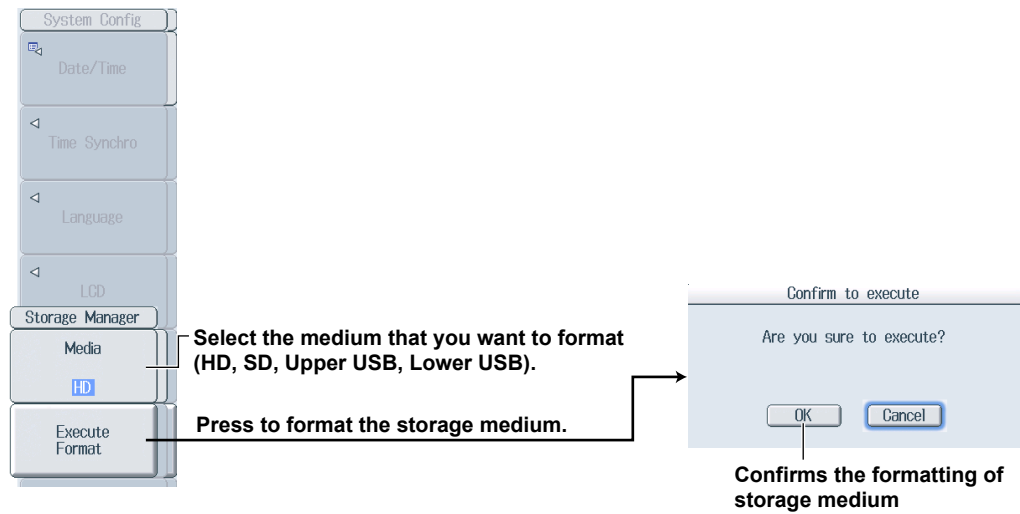 System Config
Date/Time
Time Synchro
Language
LCD
Storage Manager
Media
HD
Execute
Format
Select the medium that you want to format
(HD, SD, Upper USB, Lower USB).
Press to format the storage medium.
Confirm to execute
Are you sure to execute?
OK Cancel
Confirms the formatting of
storage medium